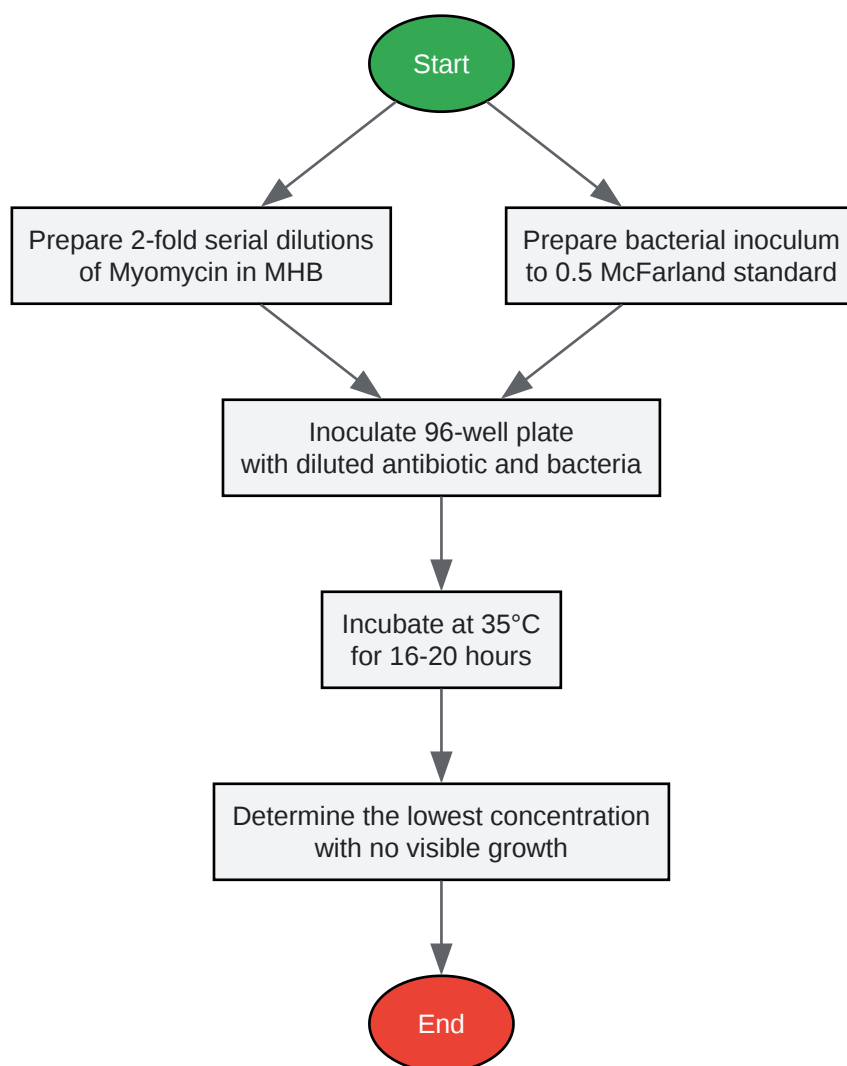 Start
Prepare 2-fold serial dilutions
of Myomycin in MHB
Prepare bacterial inoculum
to 0.5 McFarland standard
Inoculate 96-well plate
with diluted antibiotic and bacteria
Incubate at 35°C
for 16-20 hours
Determine the lowest concentration
with no visible growth
End